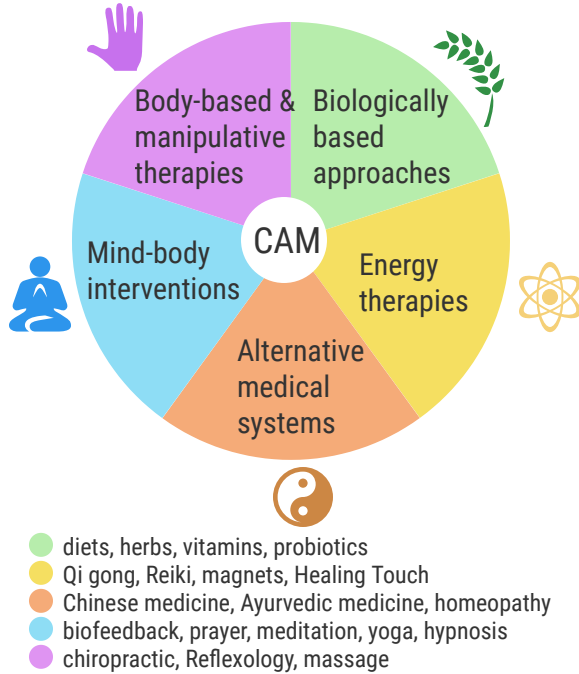 Body-based &
manipulative
therapies
Biologically
based
approaches
CAM
Mind-body
interventions
Energy
therapies
Alternative
medical
systems
diets, herbs, vitamins, probiotics
Qi gong, Reiki, magnets, Healing Touch
Chinese medicine, Ayurvedic medicine, homeopathy
biofeedback, prayer, meditation, yoga, hypnosis
chiropractic, Reflexology, massage